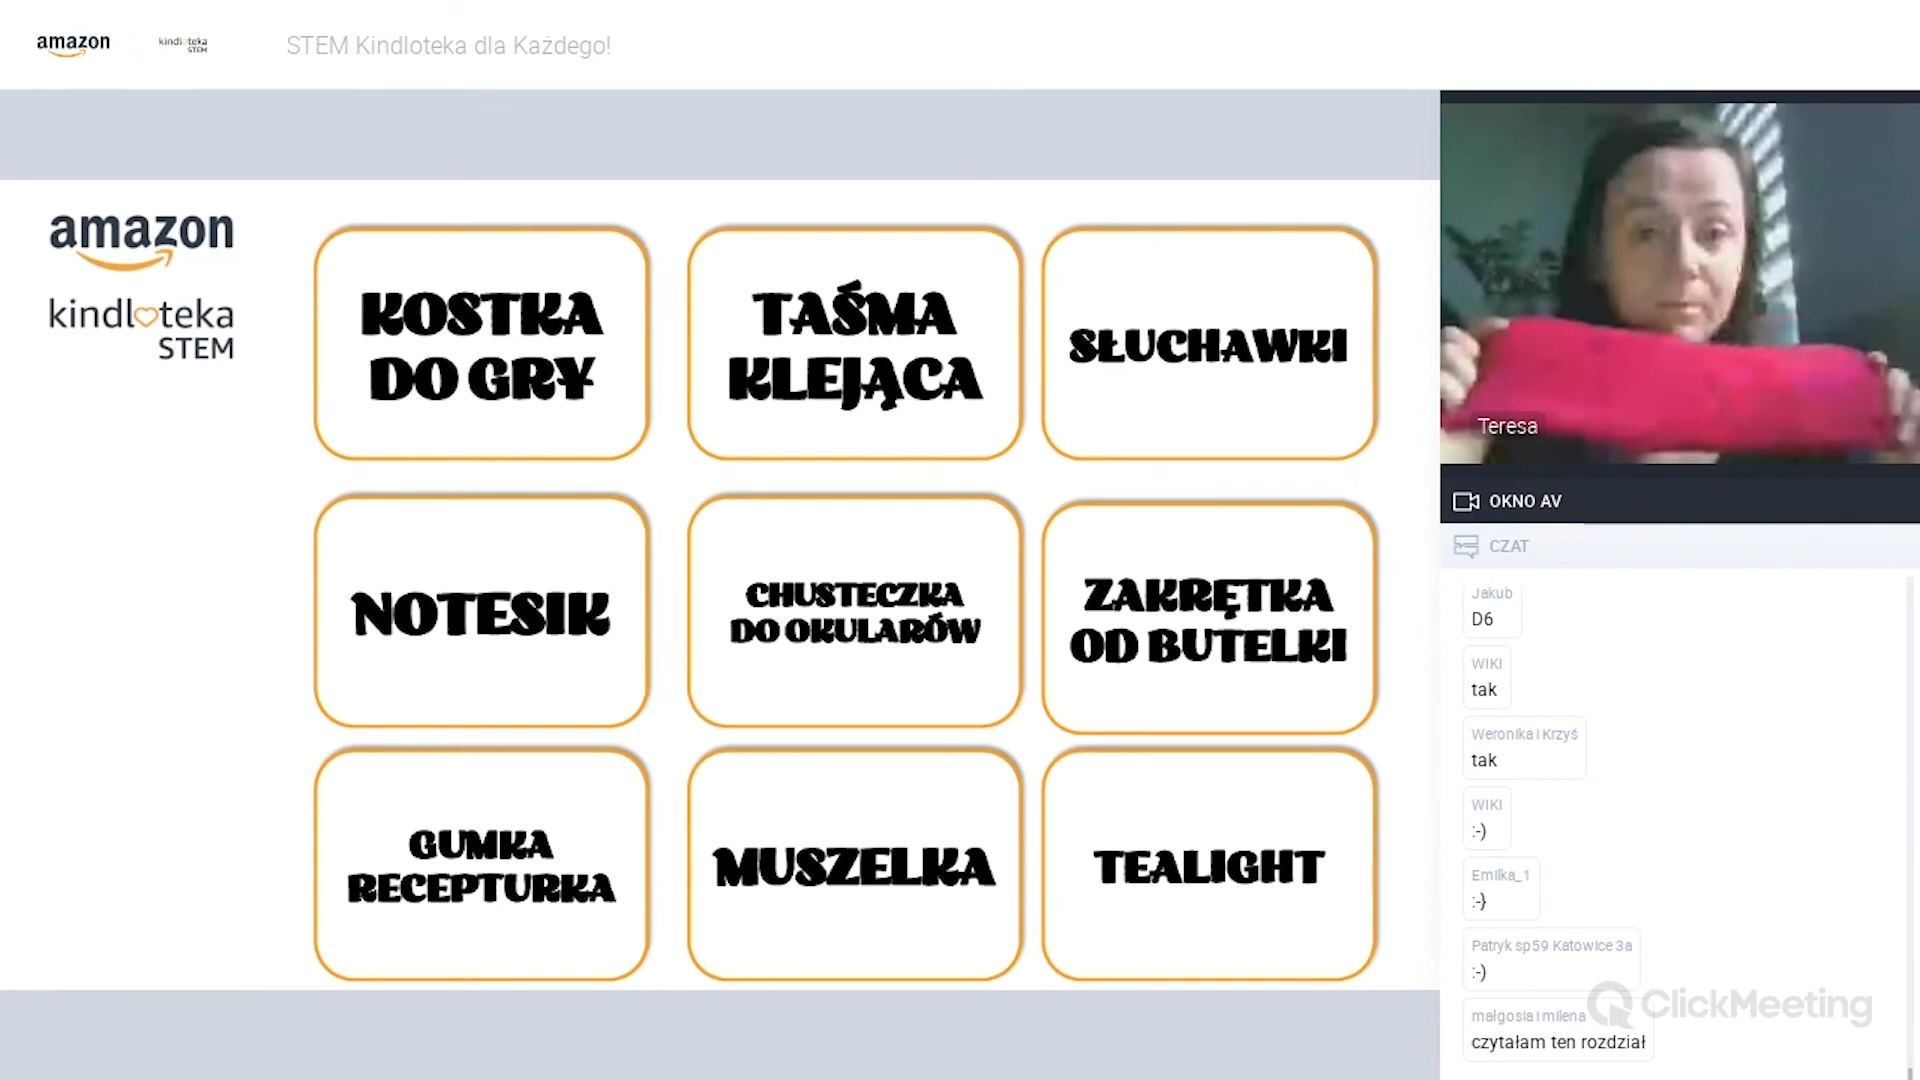 amazon
kindloteka
STEM
STEM Kindloteka dla Każdego!
amazon
kindloteka
STEM
KOSTKA
DO GRY
TAŚMA
KLEJĄCA
SŁUCHAWKI
NOTESIK
CHUSTECZKA
DO OKULARÓW
ZAKRĘTKA
OD BUTELKI
GUMKA
RECEPTURKA
MUSZELKA
TEALIGHT
Teresa
OKNO AV
CZAT
Jakub
D6
WIKI
tak
Weronika i Krzyś
tak
WIKI
:-)
Emilka_1
:-}
Patryk sp59 Katowice 3a
:-)
małgosia i milena
czytałam ten rozdział
ClickMeeting